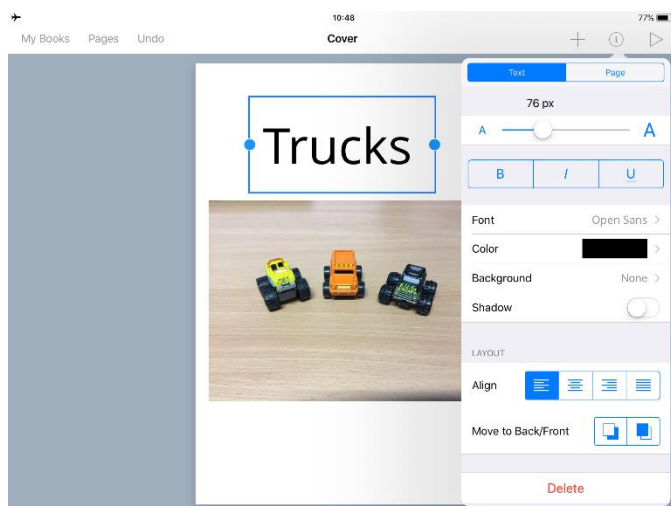 10:48
77%
My Books Pages Undo
Cover
Text Page
76 px
A A
B I U
Trucks
Font Open Sans
Color
Background None
Shadow
LAYOUT
Align
Move to Back/Front
Delete